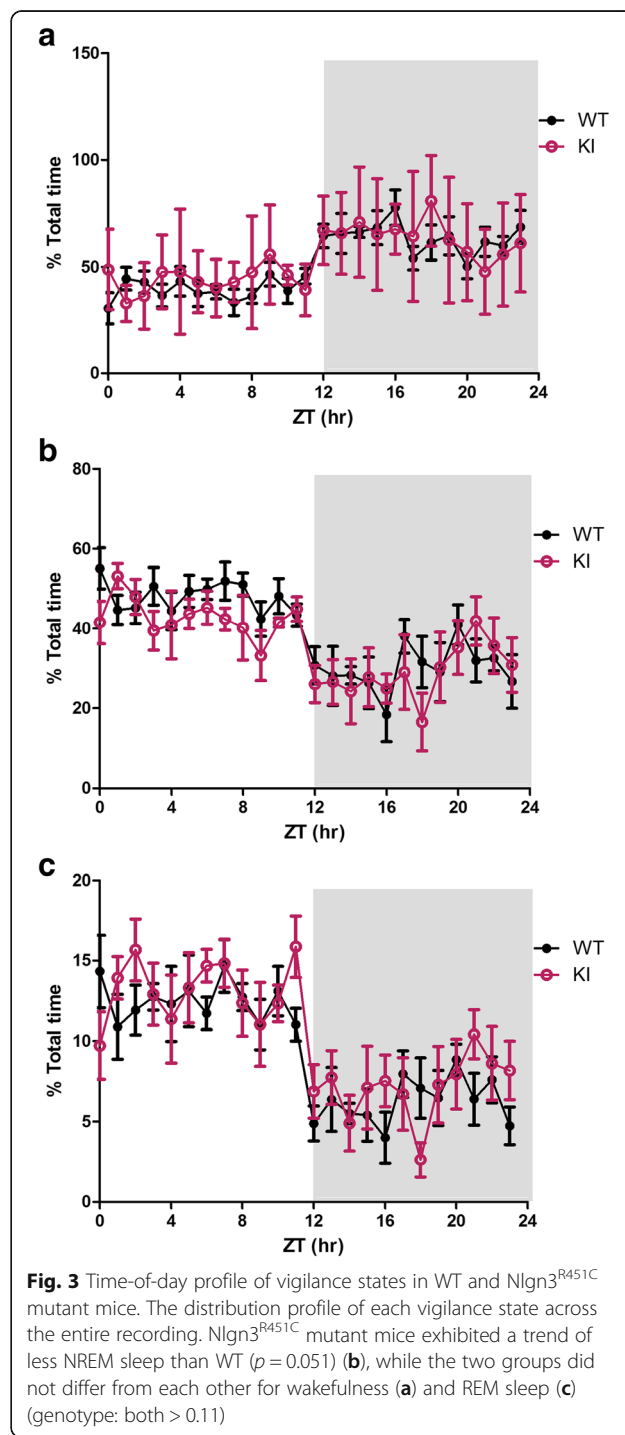 a
150
100
50
0
% Total time
0 4 8 12 16 20 24
ZT (hr)
WT
KI
b
80
60
40
20
0
% Total time
0 4 8 12 16 20 24
ZT (hr)
WT
KI
c
15
10
5
0
% Total time
0 4 8 12 16 20 24
ZT (hr)
WT
KI
Fig. 3 Time-of-day profile of vigilance states in WT and Nlgn3R451C
mutant mice. The distribution profile of each vigilance state across
the entire recording. Nlgn3R451C mutant mice exhibited a trend of
less NREM sleep than WT (p = 0.051) (b), while the two groups did
not differ from each other for wakefulness (a) and REM sleep (c)
(genotype: both > 0.11)